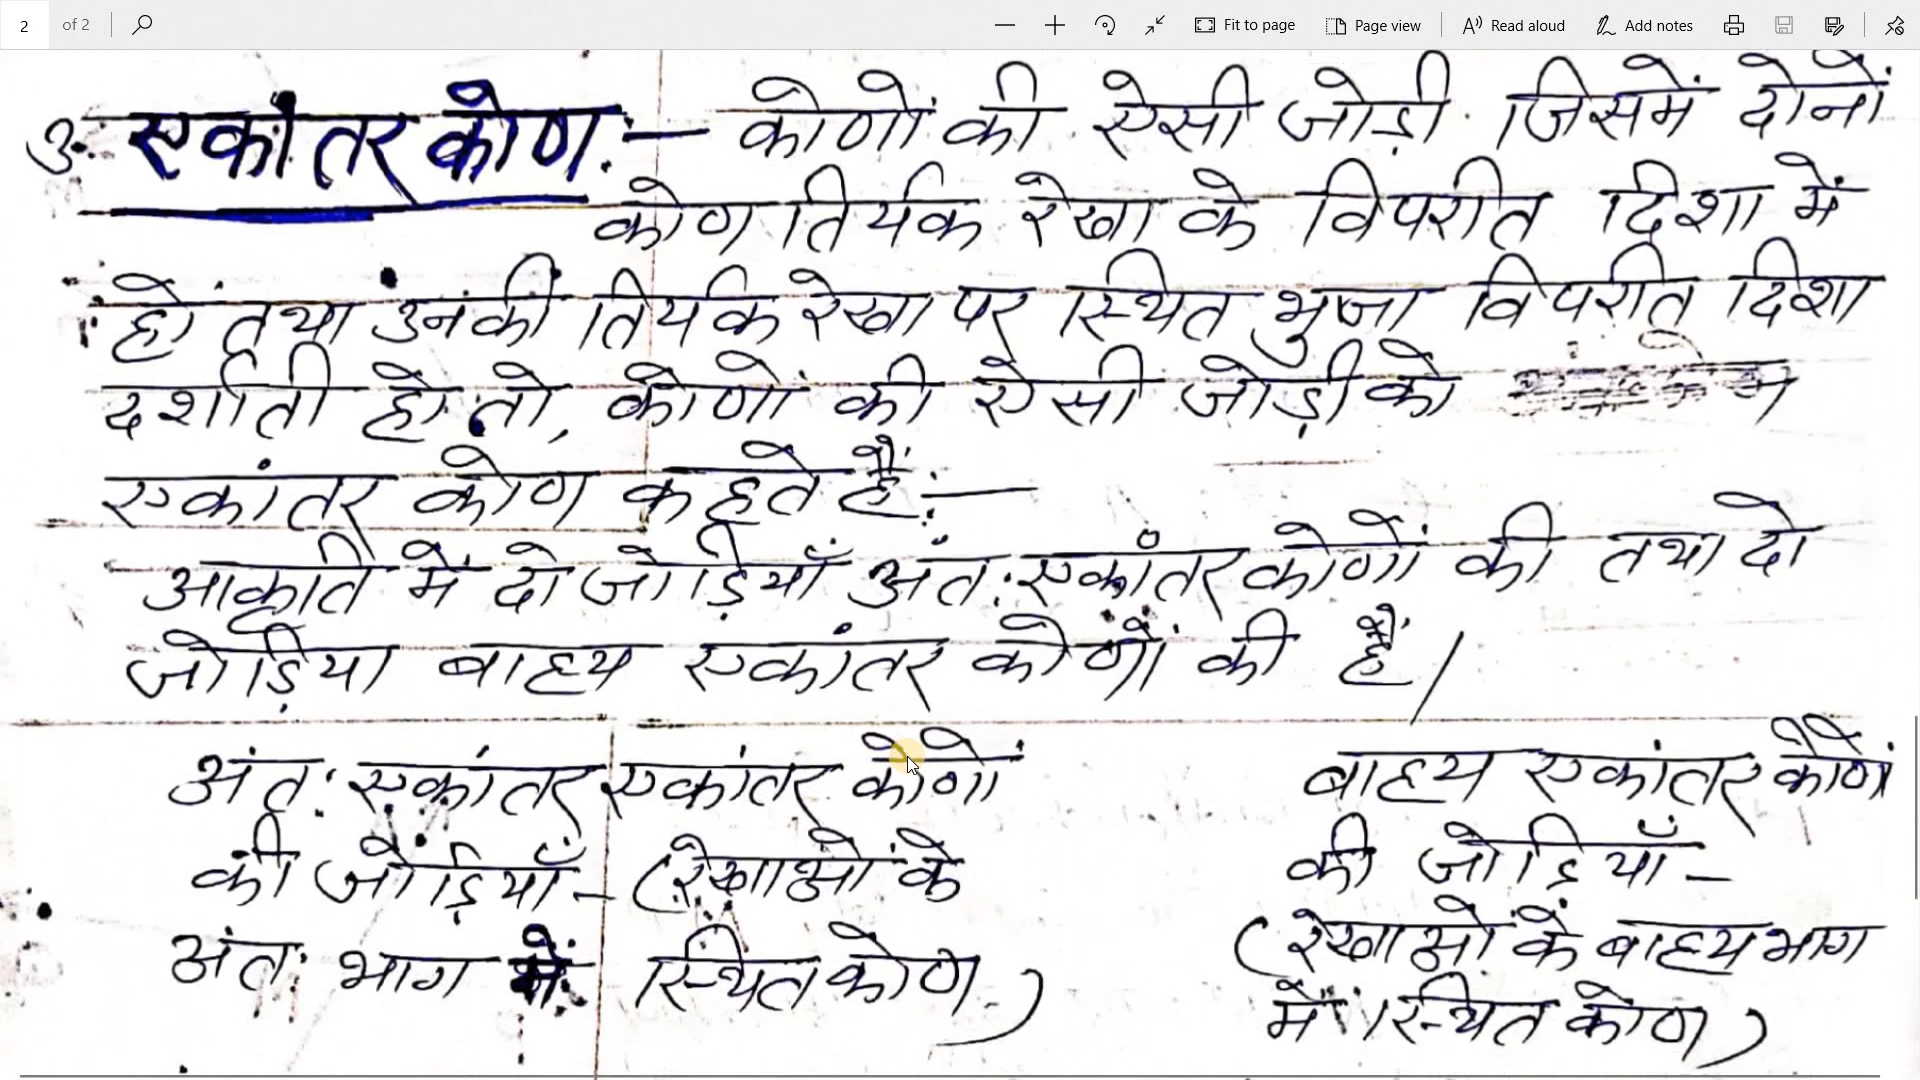 2 of 2 Fit to page Page view Read aloud Add notes
3. एकांतर कोण :- कोणों की ऐसी जोड़ी जिसमें दोनों
कोण तिर्यक रेखा के विपरीत दिशा में
हों तथा उनकी तिर्यक रेखा पर स्थित भुजा विपरीत दिशा
दर्शाती हो तो, कोणों की ऐसी जोड़ी को
एकांतर कोण कहते हैं :-
आकृति में दो जोड़ियाँ अंत: एकांतर कोणों की तथा दो
जोड़िया बाह्य एकांतर कोणों की हैं /
अंत: एकांतर एकांतर कोणों
की जोड़ियाँ - (रेखाओं के
अंत: भाग में स्थित कोण.)
बाह्य एकांतर कोणों
की जोड़ियाँ -
(रेखाओं के बाह्य भाग
में स्थित कोण)